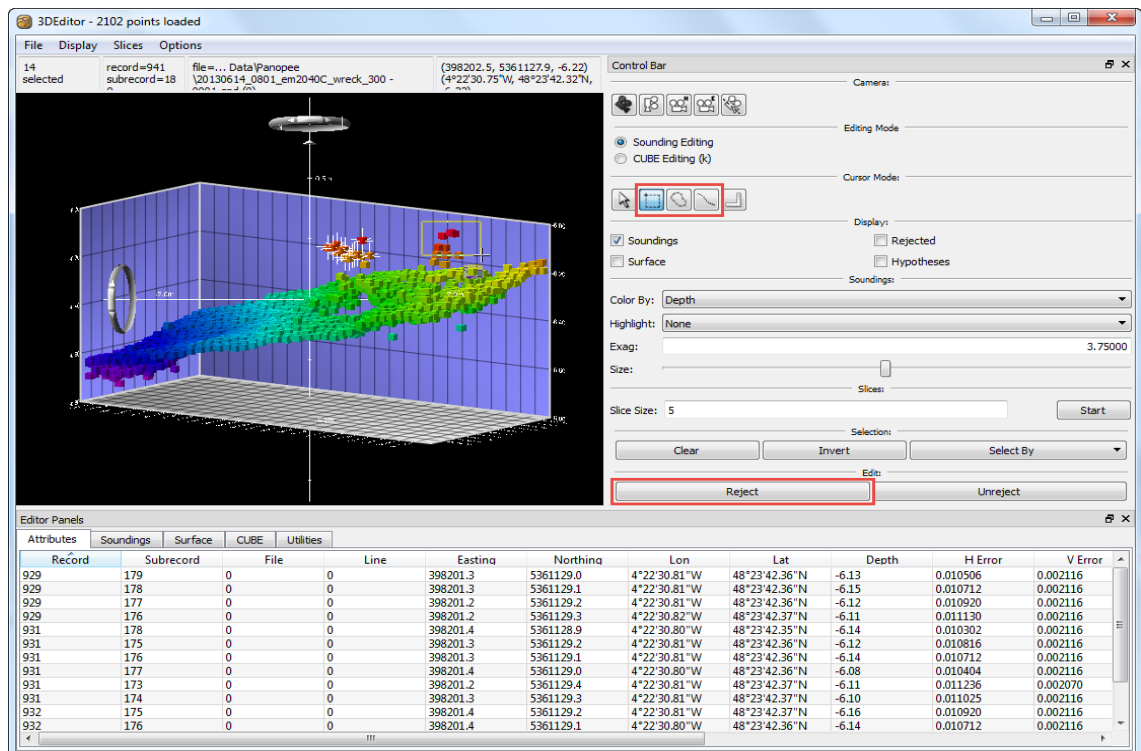 3DEditor - 2102 points loaded
File Display Slices Options
14 selected
record=941
subrecord=18
file=... Data\Panopee
\20130614_0801_em2040C_wreck_300 -
(398202.5, 5361127.9, -6.22)
(4°22'30.75"W, 48°23'42.32"N,
Control Bar
Camera:
Editing Mode
Sounding Editing
CUBE Editing (k)
Cursor Mode:
Display:
Soundings Rejected
Surface Hypotheses
Soundings:
Color By: Depth
Highlight: None
Exag: 3.75000
Size:
Slices:
Slice Size: 5 Start
Selection:
Clear Invert Select By
Edit:
Reject Unreject
Editor Panels
Attributes Soundings Surface CUBE Utilities
Record Subrecord File Line Easting Northing Lon Lat Depth H Error V Error
929 179 0 0 398201.3 5361129.0 4°22'30.81"W 48°23'42.36"N -6.13 0.010506 0.002116
929 178 0 0 398201.3 5361129.1 4°22'30.81"W 48°23'42.36"N -6.15 0.010712 0.002116
929 177 0 0 398201.2 5361129.2 4°22'30.81"W 48°23'42.36"N -6.12 0.010920 0.002116
929 176 0 0 398201.2 5361129.3 4°22'30.82"W 48°23'42.37"N -6.11 0.011130 0.002116
931 178 0 0 398201.4 5361128.9 4°22'30.80"W 48°23'42.35"N -6.14 0.010302 0.002116
931 175 0 0 398201.3 5361129.2 4°22'30.81"W 48°23'42.36"N -6.12 0.010816 0.002116
931 176 0 0 398201.3 5361129.1 4°22'30.81"W 48°23'42.36"N -6.14 0.010712 0.002116
931 177 0 0 398201.4 5361129.0 4°22'30.80"W 48°23'42.36"N -6.08 0.010404 0.002116
931 173 0 0 398201.2 5361129.4 4°22'30.81"W 48°23'42.37"N -6.11 0.011236 0.002070
931 174 0 0 398201.3 5361129.3 4°22'30.81"W 48°23'42.37"N -6.10 0.011025 0.002116
932 175 0 0 398201.4 5361129.2 4°22'30.81"W 48°23'42.37"N -6.16 0.010920 0.002116
932 176 0 0 398201.4 5361129.1 4°22'30.80"W 48°23'42.36"N -6.14 0.010712 0.002116